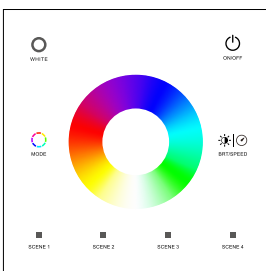 WHITE
ON/OFF
MODE
BRT/SPEED
SCENE 1 SCENE 2 SCENE 3 SCENE 4